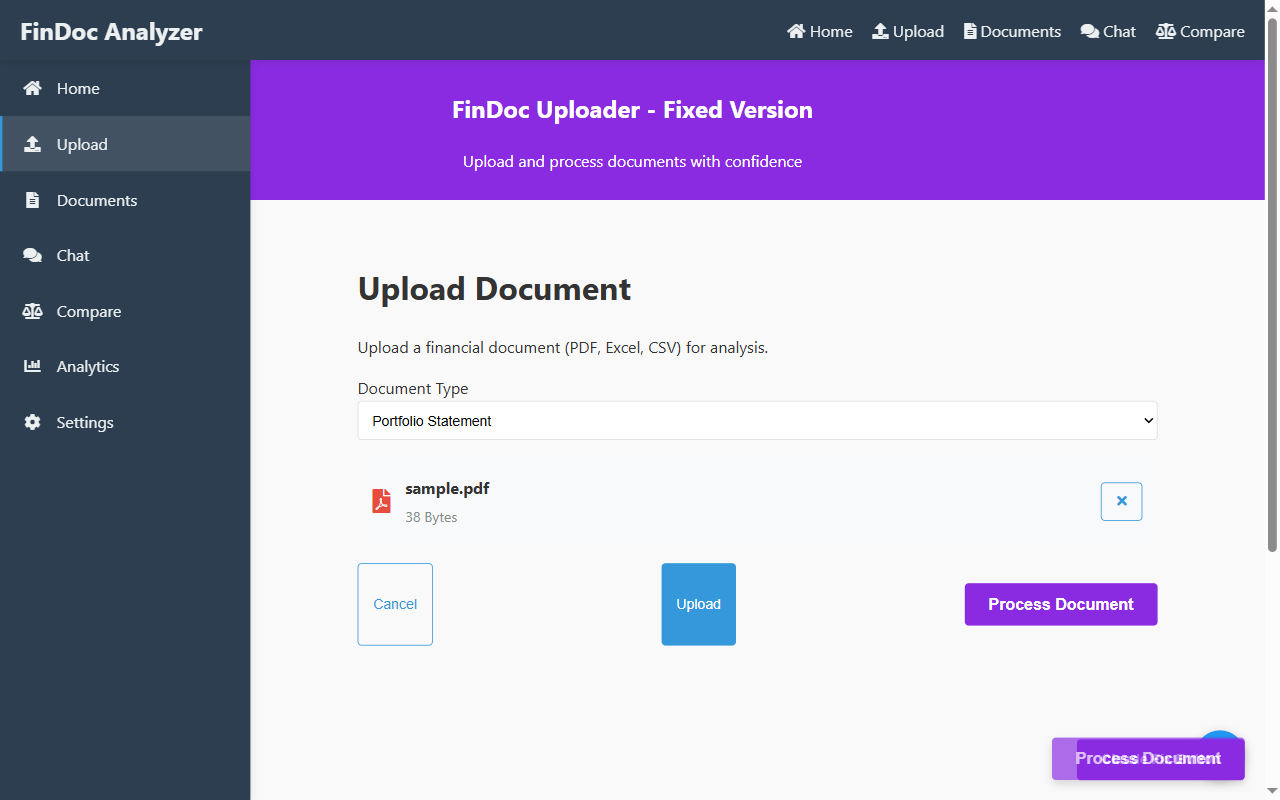 FinDoc Analyzer
Home Upload Documents Chat Compare
Home
Upload
Documents
Chat
Compare
Analytics
Settings
FinDoc Uploader - Fixed Version
Upload and process documents with confidence
Upload Document
Upload a financial document (PDF, Excel, CSV) for analysis.
Document Type
Portfolio Statement
sample.pdf
38 Bytes
Cancel Upload Process Document
Process Document